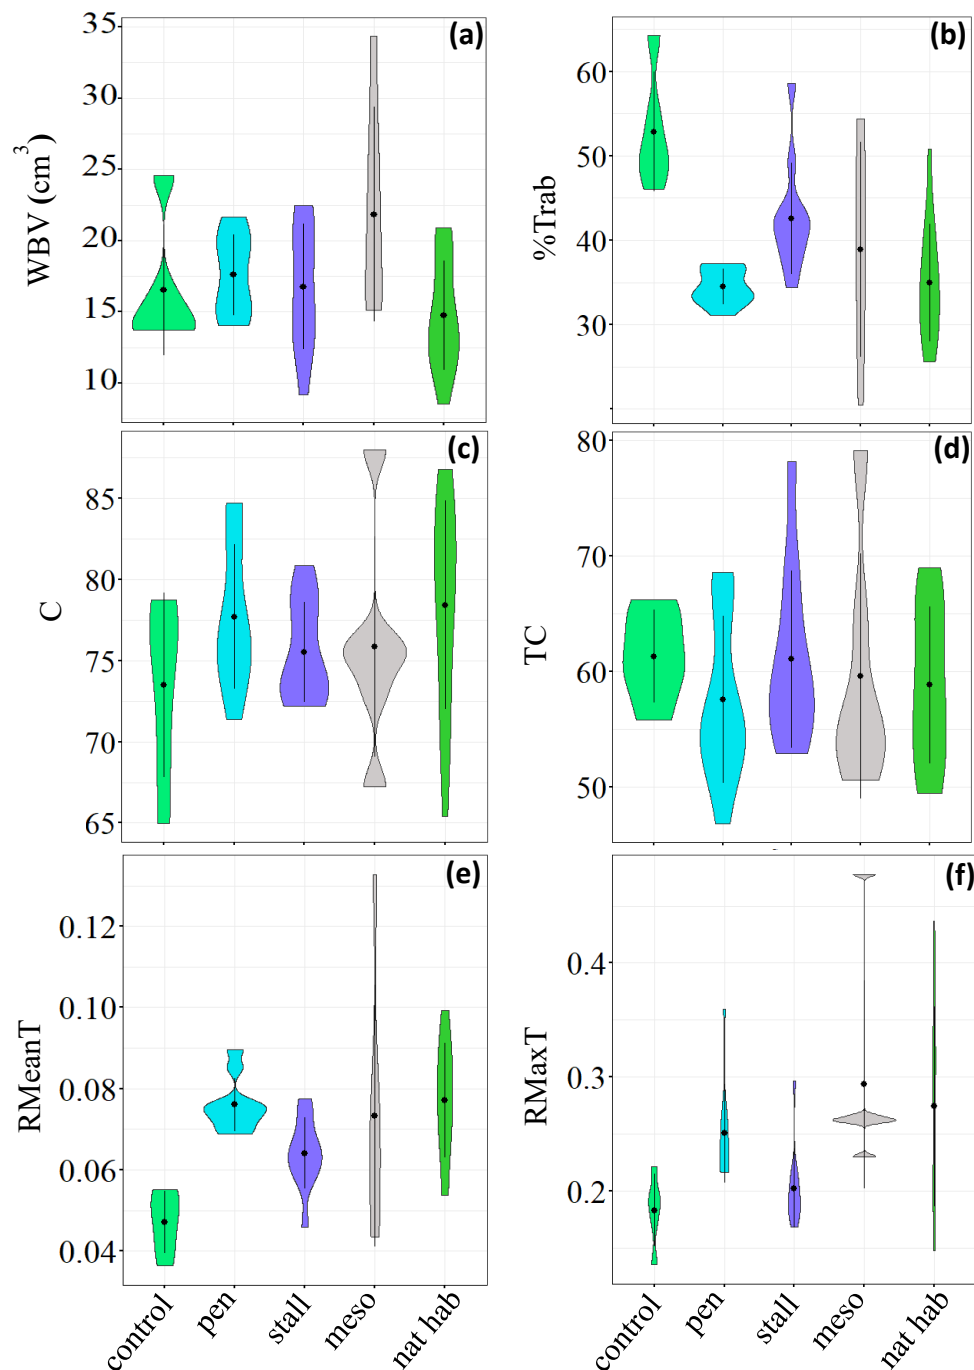 (a)
WBV (cm³)
35
30
25
20
15
10
(b)
%Trab
60
50
40
30
(c)
C
85
80
75
70
65
(d)
TC
80
70
60
50
(e)
RMeanT
0.12
0.10
0.08
0.06
0.04
control
pen
stall
meso
nat hab
(f)
RMaxT
0.4
0.3
0.2
control
pen
stall
meso
nat hab